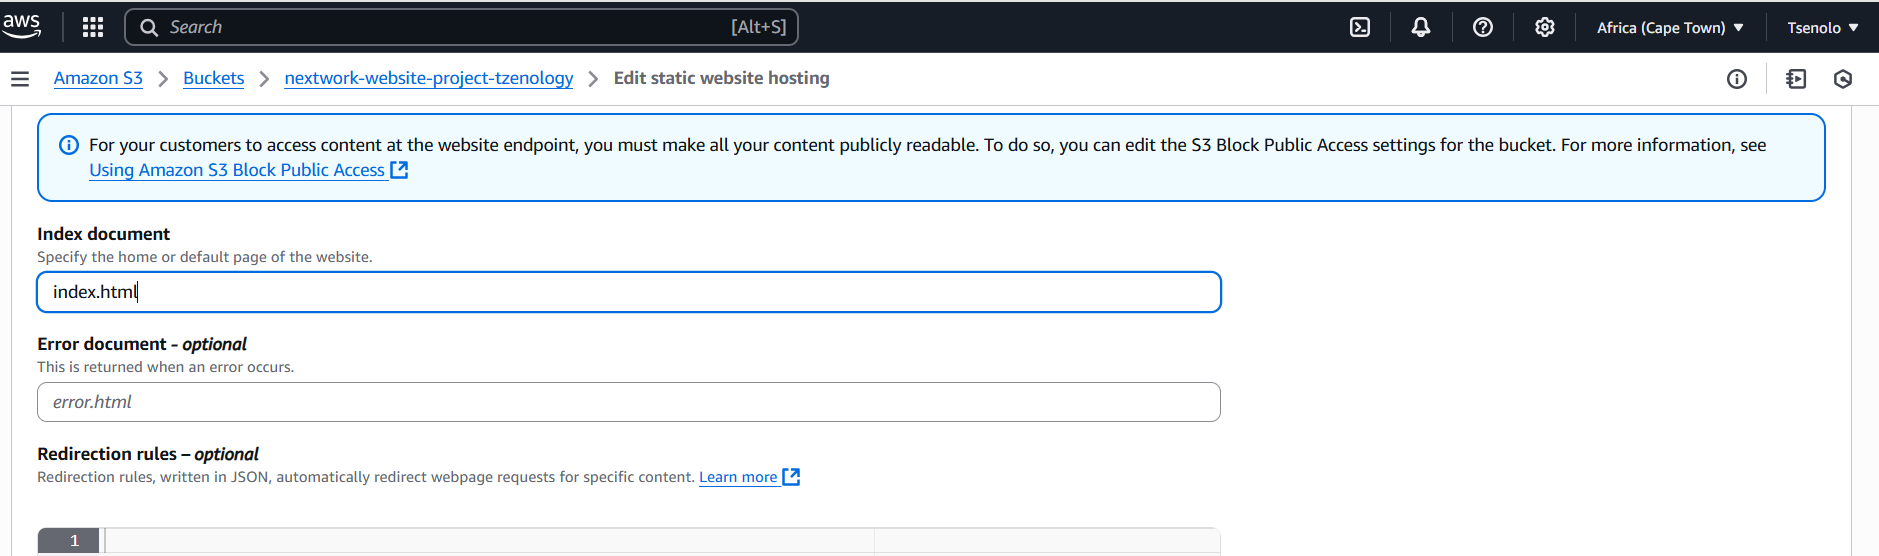 aws
Search [Alt+S] Africa (Cape Town) Tsenolo
Amazon S3 Buckets nextwork-website-project-tzenology Edit static website hosting
For your customers to access content at the website endpoint, you must make all your content publicly readable. To do so, you can edit the S3 Block Public Access settings for the bucket. For more information, see
Using Amazon S3 Block Public Access
Index document
Specify the home or default page of the website.
index.html
Error document - optional
This is returned when an error occurs.
error.html
Redirection rules – optional
Redirection rules, written in JSON, automatically redirect webpage requests for specific content. Learn more
1